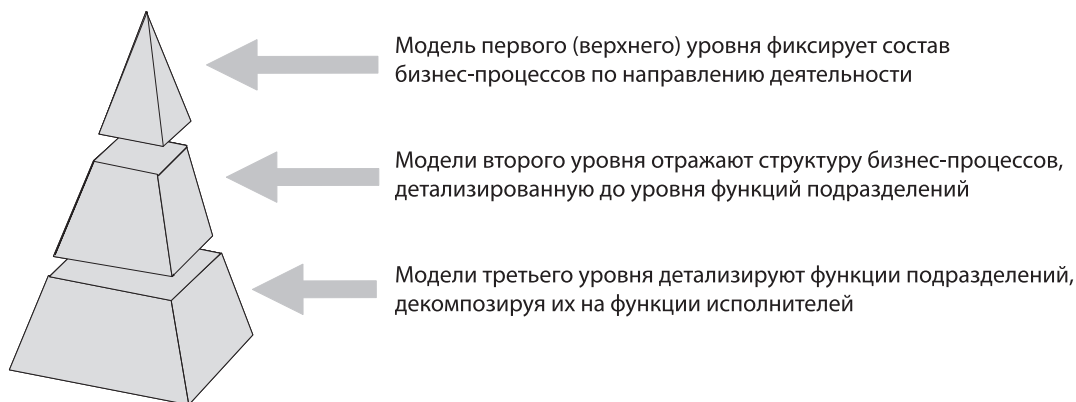 Модель первого (верхнего) уровня фиксирует состав
бизнес-процессов по направлению деятельности
Модели второго уровня отражают структуру бизнес-процессов,
детализированную до уровня функций подразделений
Модели третьего уровня детализируют функции подразделений,
декомпозируя их на функции исполнителей